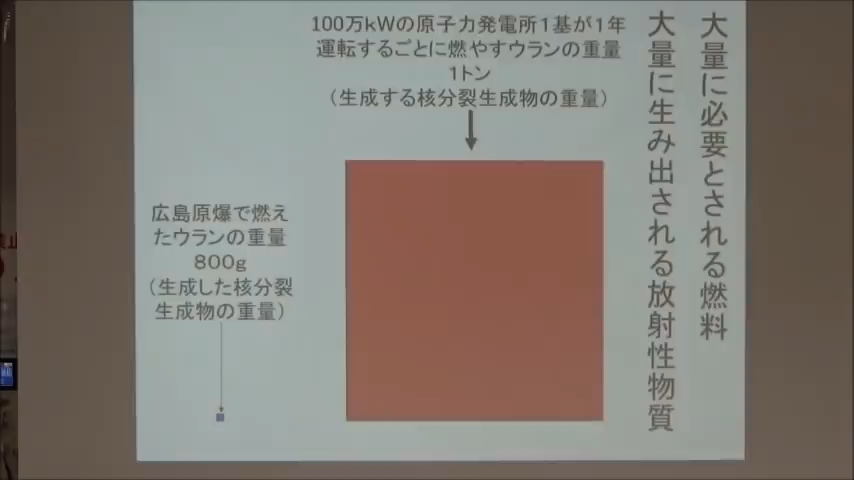 大量に必要とされる燃料
大量に生み出される放射性物質
100万kWの原子力発電所1基が1年
運転するごとに燃やすウランの重量
1トン
（生成する核分裂生成物の重量）
広島原爆で燃え
たウランの重量
800g
（生成した核分裂
生成物の重量）